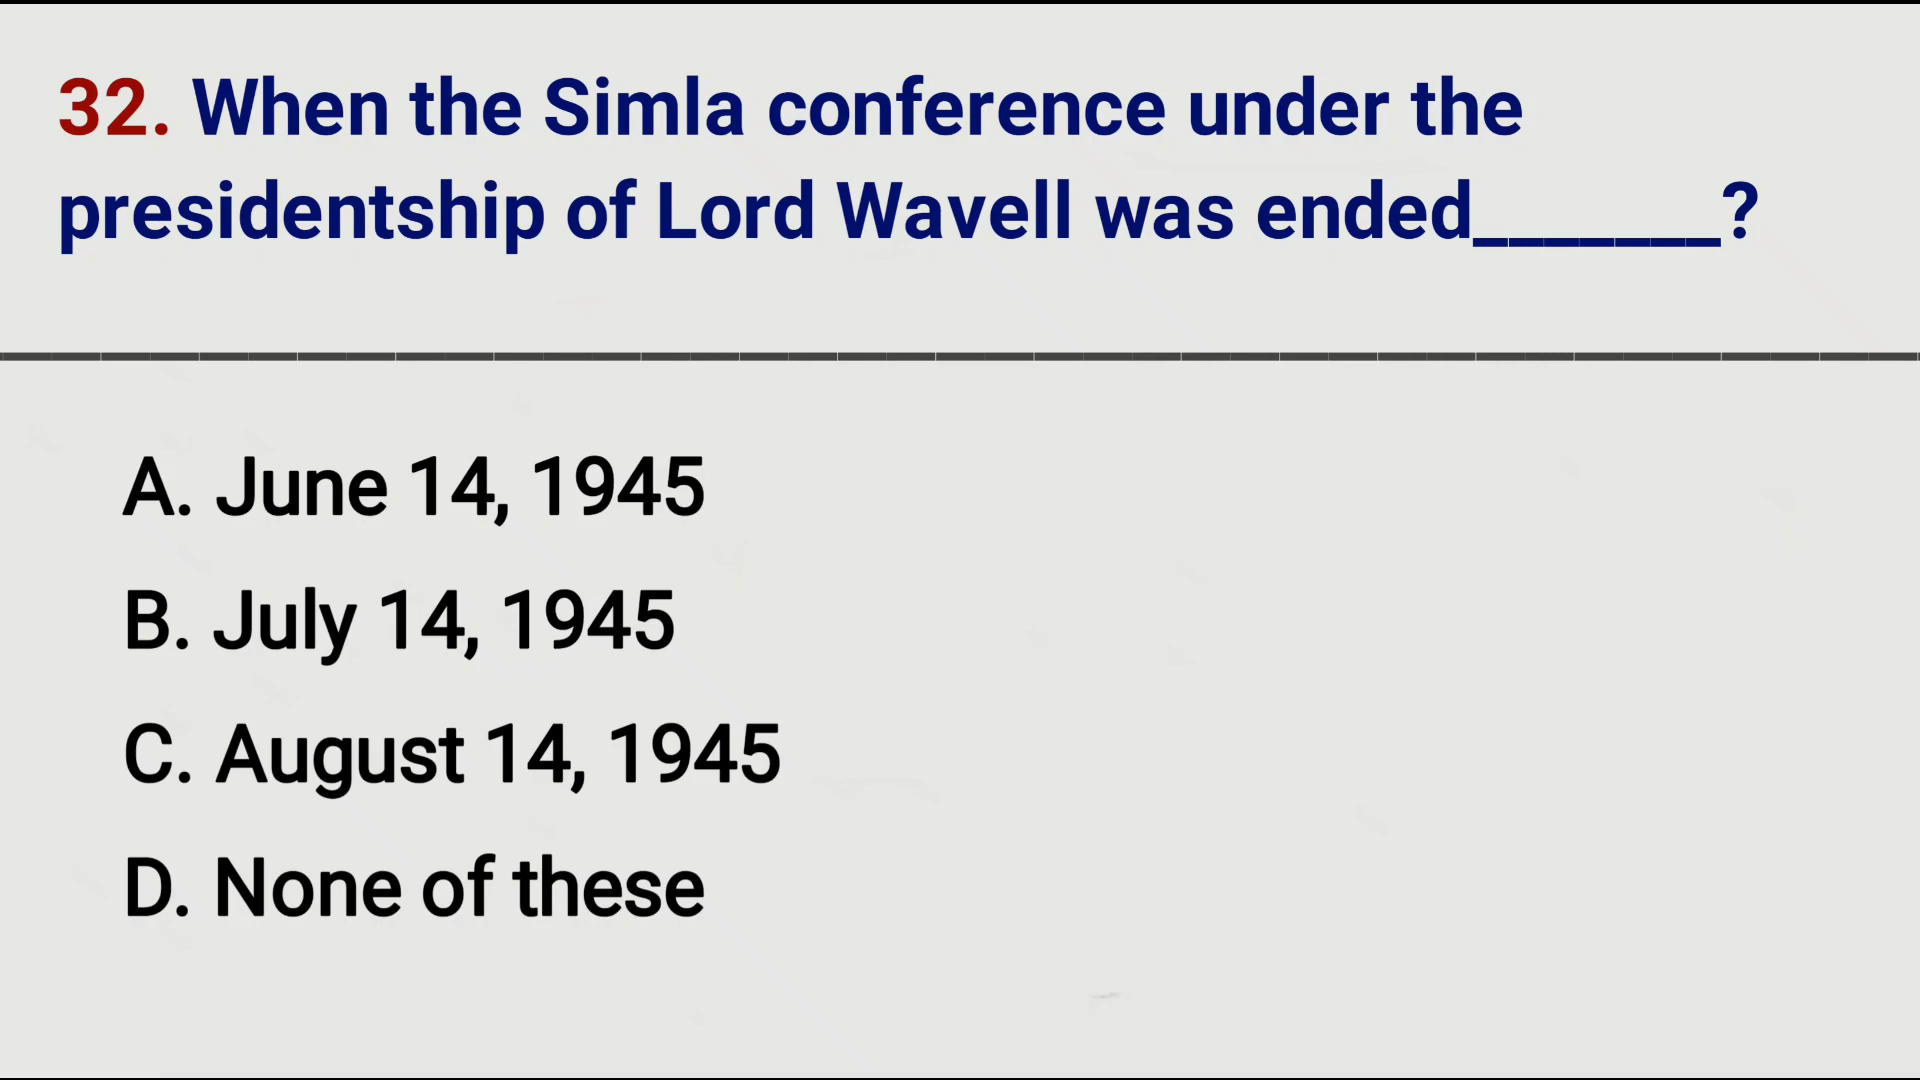 32. When the Simla conference under the
presidentship of Lord Wavell was ended_______?
A. June 14, 1945
B. July 14, 1945
C. August 14, 1945
D. None of these